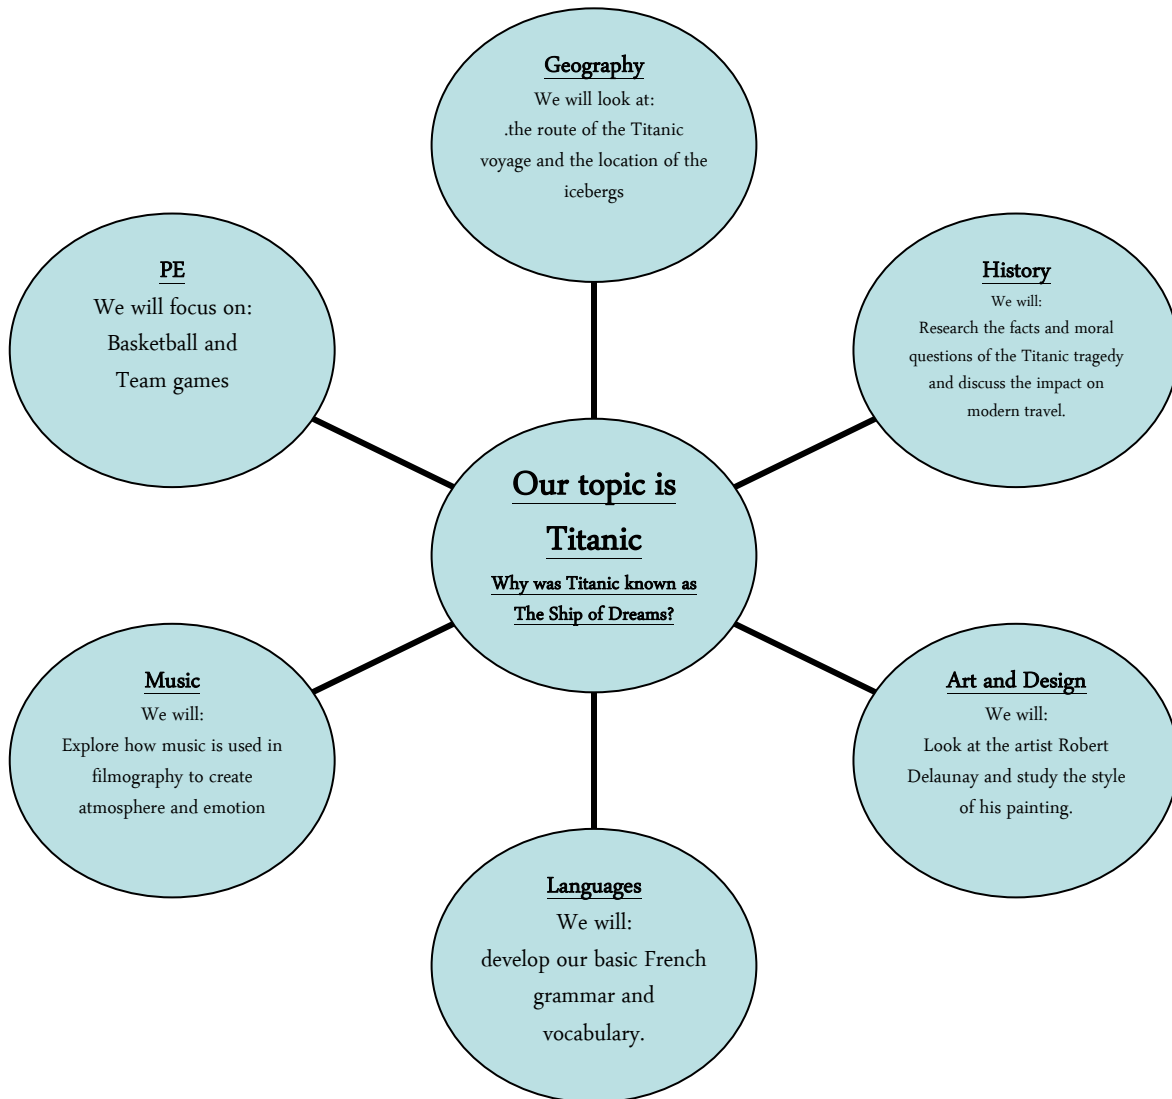 Geography
We will look at:
.the route of the Titanic
voyage and the location of the
icebergs
PE
We will focus on:
Basketball and
Team games
History
We will:
Research the facts and moral
questions of the Titanic tragedy
and discuss the impact on
modern travel.
Our topic is
Titanic
Why was Titanic known as
The Ship of Dreams?
Music
We will:
Explore how music is used in
filmography to create
atmosphere and emotion
Art and Design
We will:
Look at the artist Robert
Delaunay and study the style
of his painting.
Languages
We will:
develop our basic French
grammar and
vocabulary.